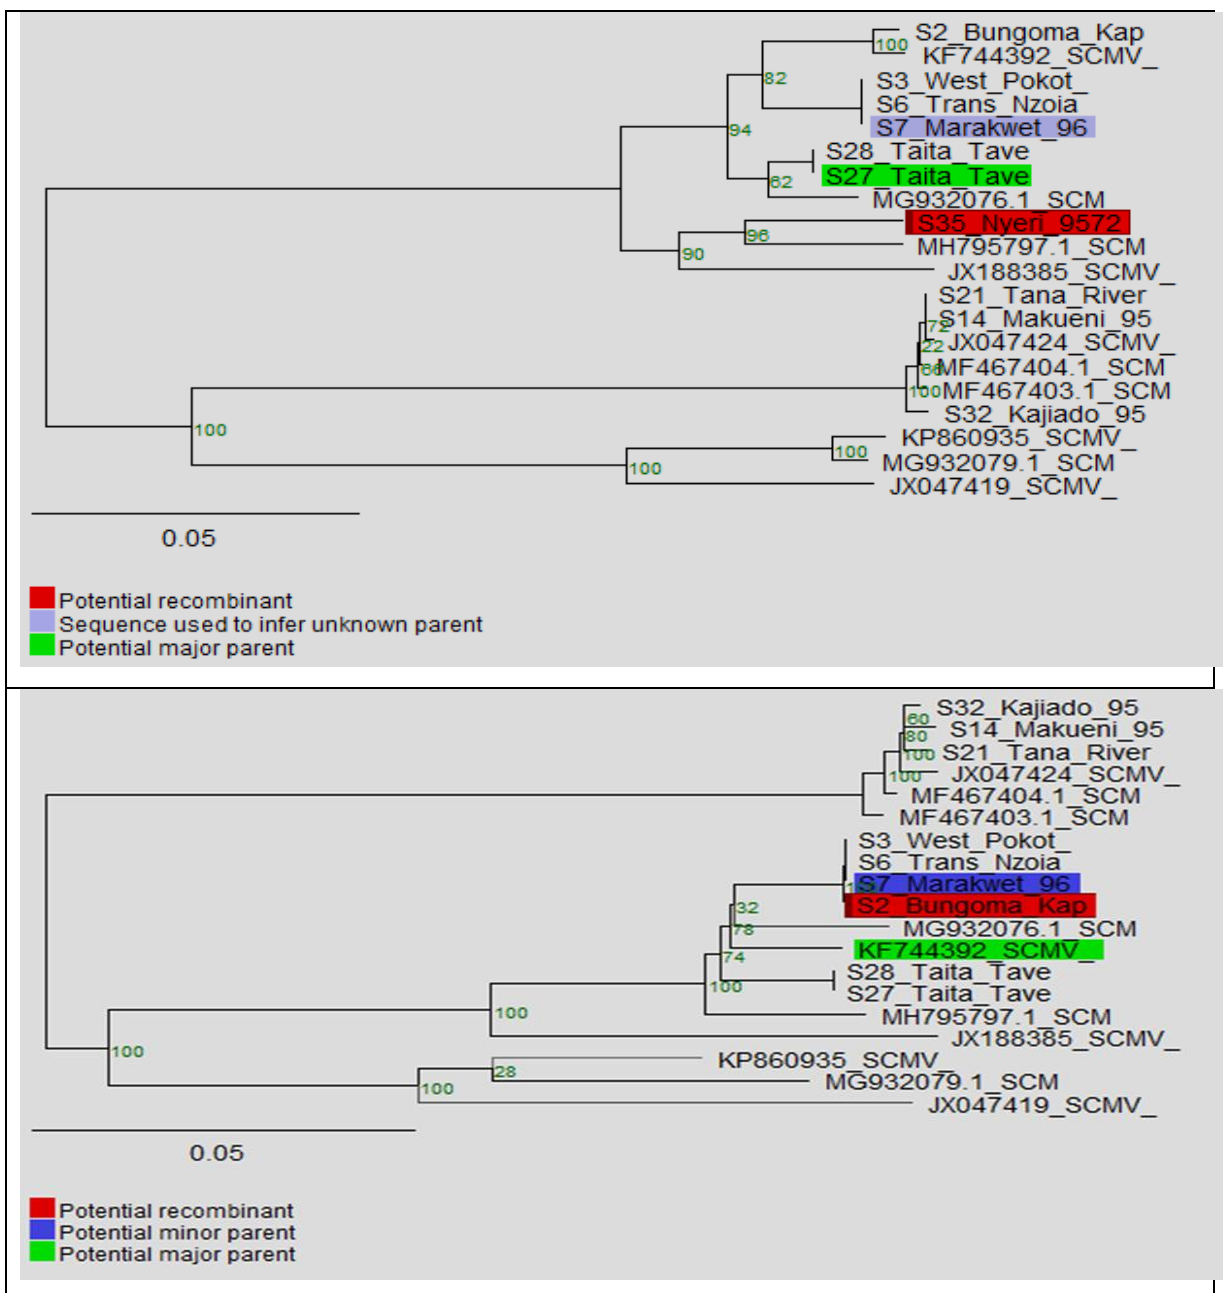 S2_Bungoma_Kap
100
KF744392_SCMV_
S3_West_Pokot_
82
S6_Trans_Nzoia
S7_Marakwet_96
94
S28_Taita_Tave
S27_Taita_Tave
62
MG932076.1_SCM
S35_Nyeri_9572
96
MH795797.1_SCM
90
JX188385_SCMV_
S21_Tana_River
S14_Makueni_95
72
JX047424_SCMV_
22
MF467404.1_SCM
MF467403.1_SCM
100
S32_Kajiado_95
100
KP860935_SCMV_
100
MG932079.1_SCM
100
JX047419_SCMV_
0.05
Potential recombinant
Sequence used to infer unknown parent
Potential major parent
S32_Kajiado_95
60
S14_Makueni_95
80
S21_Tana_River
100
JX047424_SCMV_
100
MF467404.1_SCM
MF467403.1_SCM
S3_West_Pokot_
S6_Trans_Nzoia
S7_Marakwet_96
S2_Bungoma_Kap
32
MG932076.1_SCM
78
KF744392_SCMV_
74
S28_Taita_Tave
100
S27_Taita_Tave
MH795797.1_SCM
100
JX188385_SCMV_
100
KP860935_SCMV_
28
MG932079.1_SCM
100
JX047419_SCMV_
0.05
Potential recombinant
Potential minor parent
Potential major parent